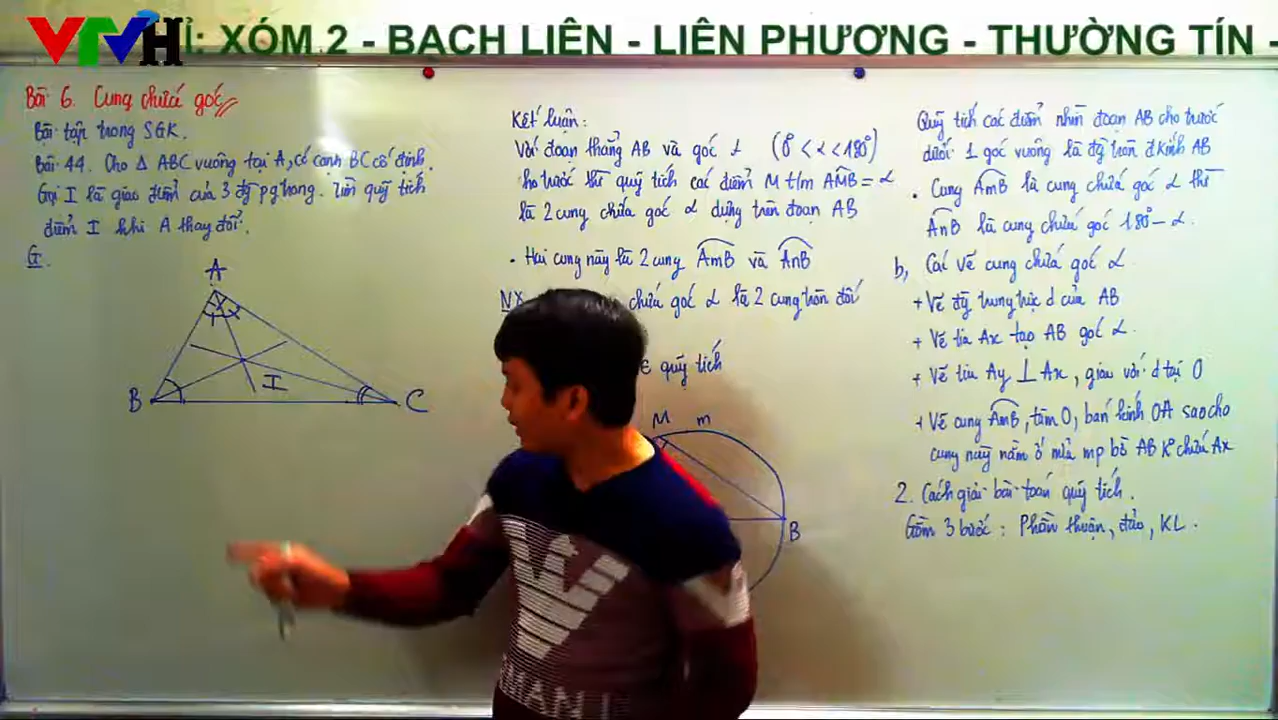 VTVH
Ỉ: XÓM 2 - BẠCH LIÊN - LIÊN PHƯƠNG - THƯỜNG TÍN -
Bài 6. Cung chứa góc
Bài tập trong SGK.
Bài 44. Cho Δ ABC vuông tại A, có cạnh BC cố định.
Gọi I là giao điểm của 3 đg pg trong. Tìm quỹ tích
điểm I khi A thay đổi.
G.
A
B
I
C
Kết luận:
Với đoạn thẳng AB và góc α (0° < α < 180°)
cho trước thì quỹ tích các điểm M t/m AMB = α
là 2 cung chứa góc α dựng trên đoạn AB
. Hai cung này là 2 cung AmB và AnB
NX
chứa góc α là 2 cung tròn đối
∈ quỹ tích
M m
B
Quỹ tích các điểm nhìn đoạn AB cho trước
dưới 1 góc vuông là đg tròn đkính AB
. Cung AmB là cung chứa góc α thì
AnB là cung chứa góc 180° - α.
b, Cách vẽ cung chứa góc α
+ Vẽ đg trung trực d của AB
+ Vẽ tia Ax tạo AB góc α.
+ Vẽ tia Ay ⊥ Ax, giao với d tại O
+ Vẽ cung AmB, tâm O, bán kính OA sao cho
cung này nằm ở nửa mp bờ AB K° chứa Ax
2. Cách giải bài toán quỹ tích.
Gồm 3 bước: Phần thuận, đảo, KL.